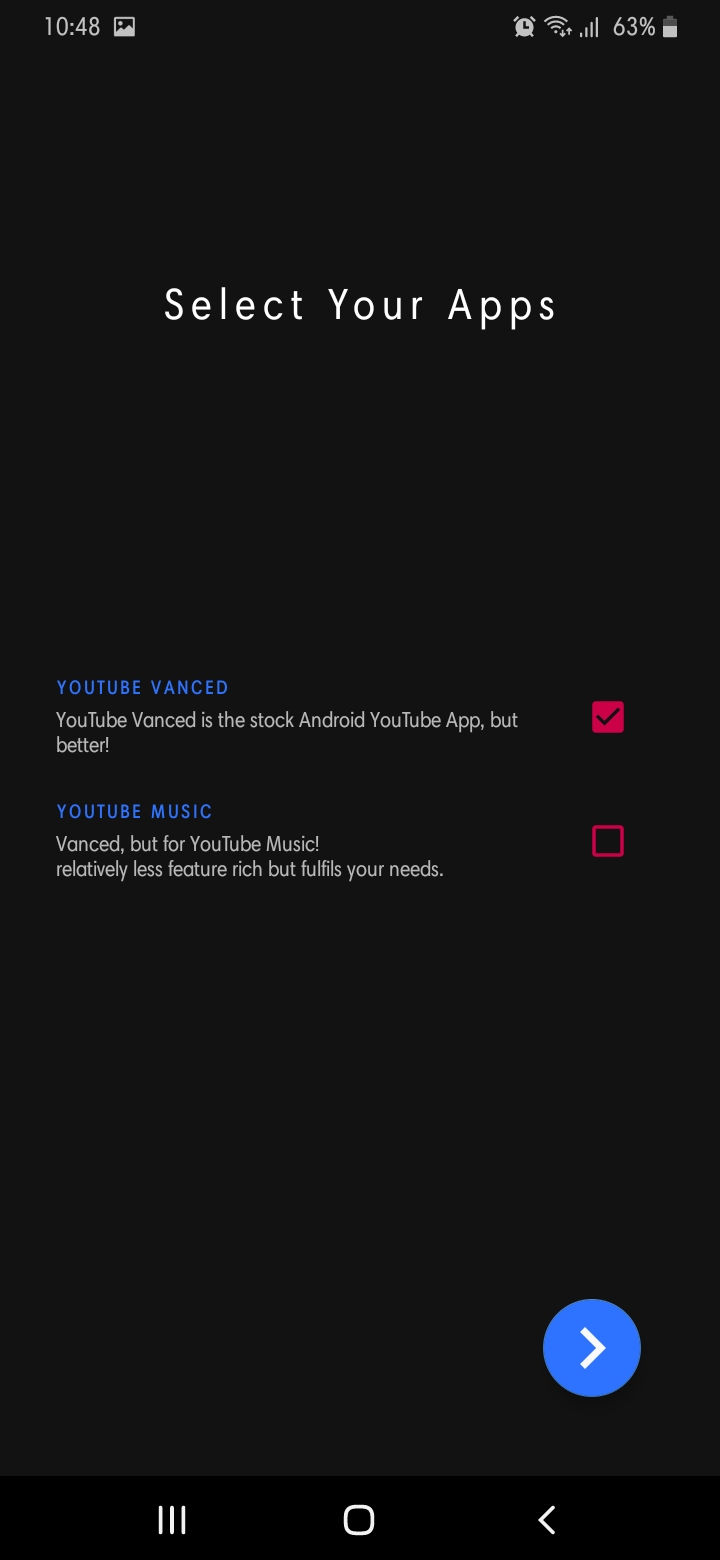 10:48 63%
Select Your Apps
YOUTUBE VANCED
YouTube Vanced is the stock Android YouTube App, but
better!
YOUTUBE MUSIC
Vanced, but for YouTube Music!
relatively less feature rich but fulfils your needs.